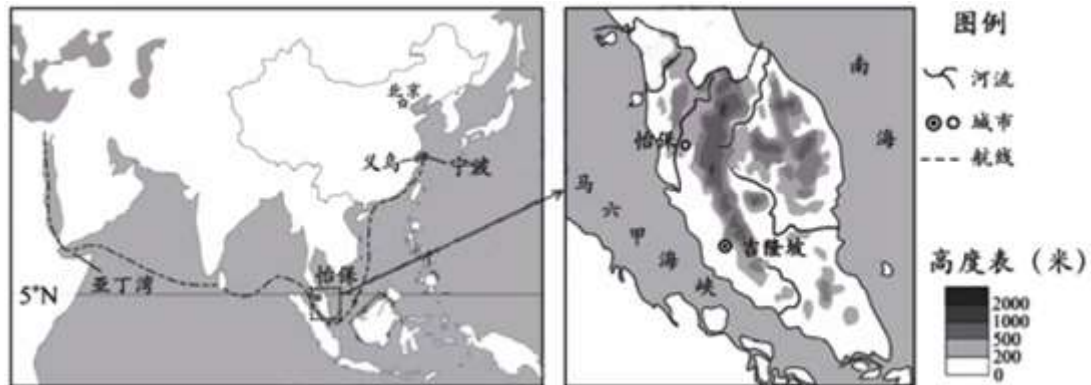 北京
义乌
宁波
亚丁湾
怡保
5°N
南
海
怡保
马
六
甲
海
峡
吉隆坡
图例
河流
城市
航线
高度表（米）
2000
1000
500
200
0